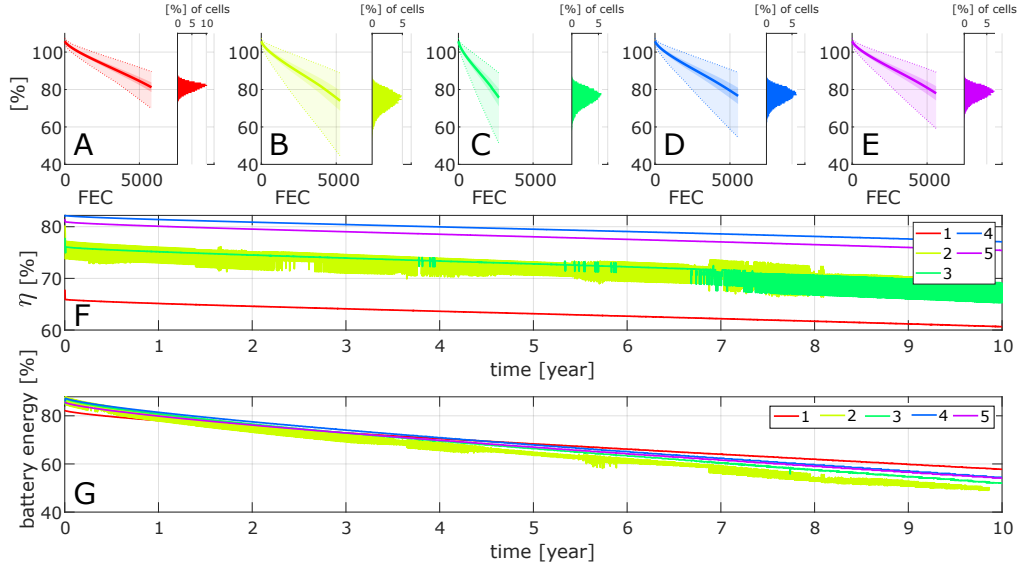 [%] of cells [%] of cells [%] of cells [%] of cells [%] of cells
0 5 10 0 5 0 5 0 5 0 5
100 100 100 100 100
80 80 80 80 80
60 60 60 60 60
40 40 40 40 40
[%]
A B C D E
0 5000 0 5000 0 5000 0 5000 0 5000
FEC FEC FEC FEC FEC
80
70
60
η [%]
1 4
2 5
3
F
0 1 2 3 4 5 6 7 8 9 10
time [year]
80
60
40
battery energy [%]
1 2 3 4 5
G
0 1 2 3 4 5 6 7 8 9 10
time [year]